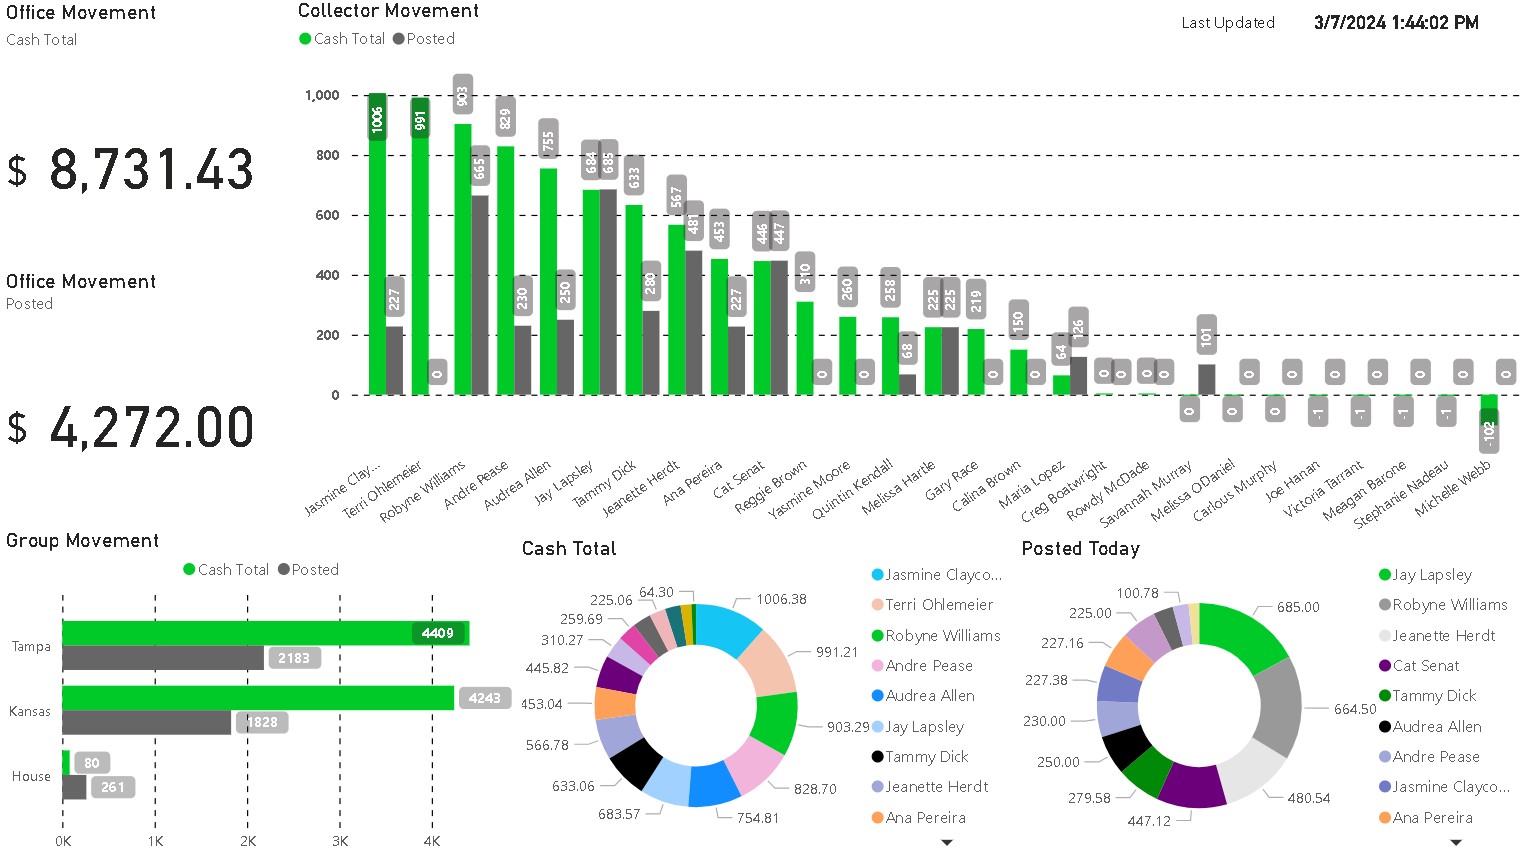 Office Movement
Cash Total
$ 8,731.43
Office Movement
Posted
$ 4,272.00
Collector Movement
Cash Total Posted
Last Updated 3/7/2024 1:44:02 PM
1,000
800
600
400
200
0
1006 227
991 0
903 665
829 230
755 250
684 685
633 280
567 481
453 227
446 447
310 0
260 0
258 68
225 225
219 0
150 0
64 126
0 0
0 0
0 101
0 0
0 0
-1 0
-1 0
-1 0
-1 0
-102 0
Jasmine Clay...
Terri Ohlemeier
Robyne Williams
Andre Pease
Audrea Allen
Jay Lapsley
Tammy Dick
Jeanette Herdt
Ana Pereira
Cat Senat
Reggie Brown
Yasmine Moore
Quintin Kendall
Melissa Hartle
Gary Race
Calina Brown
Maria Lopez
Creg Boatwright
Rowdy McDade
Savannah Murray
Melissa ODaniel
Carlous Murphy
Joe Hanan
Victoria Tarrant
Meagan Barone
Stephanie Nadeau
Michelle Webb
Group Movement
Cash Total Posted
Tampa
4409
2183
Kansas
4243
1828
House
80
261
0K 1K 2K 3K 4K
Cash Total
1006.38
991.21
903.29
828.70
754.81
683.57
633.06
566.78
453.04
445.82
310.27
259.69
225.06
64.30
Jasmine Clayco...
Terri Ohlemeier
Robyne Williams
Andre Pease
Audrea Allen
Jay Lapsley
Tammy Dick
Jeanette Herdt
Ana Pereira
Posted Today
685.00
664.50
480.54
447.12
279.58
250.00
230.00
227.38
227.16
225.00
100.78
Jay Lapsley
Robyne Williams
Jeanette Herdt
Cat Senat
Tammy Dick
Audrea Allen
Andre Pease
Jasmine Clayco...
Ana Pereira